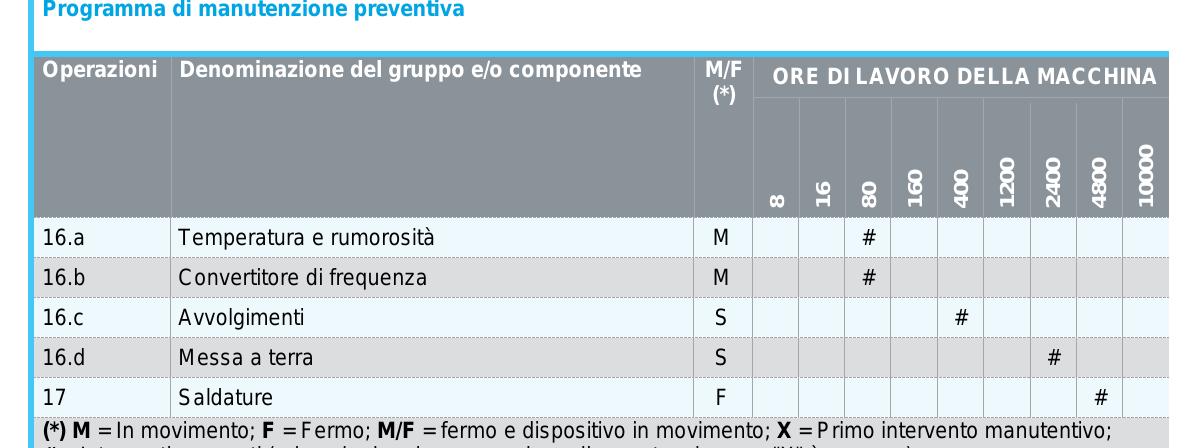 Programma di manutenzione preventiva
Operazioni Denominazione del gruppo e/o componente M/F (*) ORE DI LAVORO DELLA MACCHINA
8 16 80 160 400 1200 2400 4800 10000
16.a Temperatura e rumorosità M #
16.b Convertitore di frequenza M #
16.c Avvolgimenti S #
16.d Messa a terra S #
17 Saldature F #
(*) M = In movimento; F = Fermo; M/F = fermo e dispositivo in movimento; X = Primo intervento manutentivo;